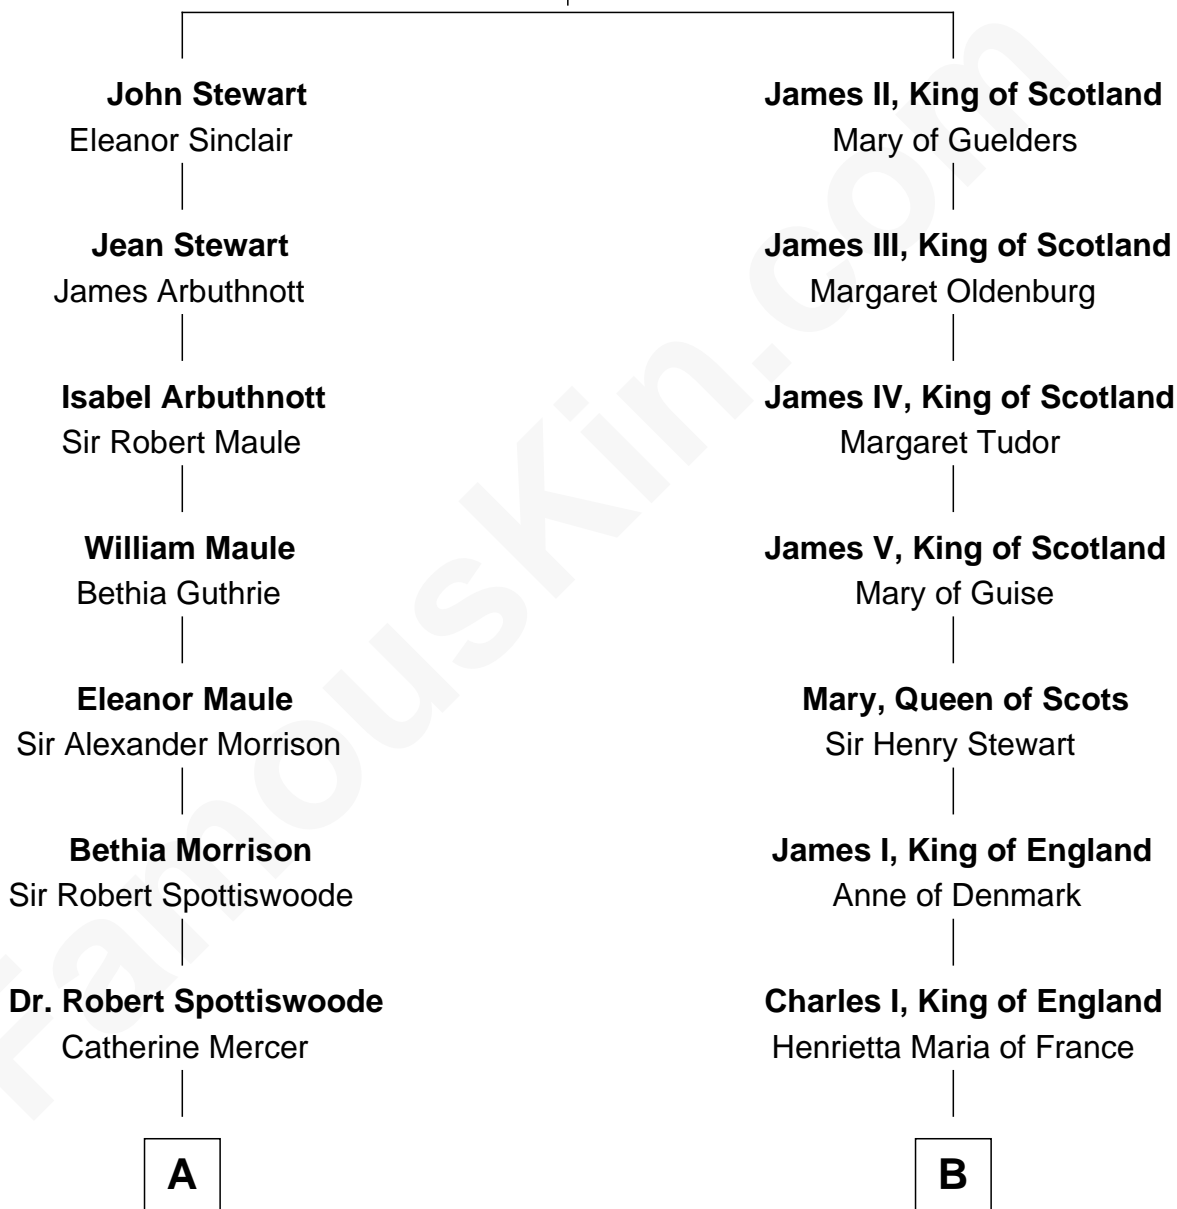 John Stewart
Eleanor Sinclair
Jean Stewart
James Arbuthnott
Isabel Arbuthnott
Sir Robert Maule
William Maule
Bethia Guthrie
Eleanor Maule
Sir Alexander Morrison
Bethia Morrison
Sir Robert Spottiswoode
Dr. Robert Spottiswoode
Catherine Mercer
A
James II, King of Scotland
Mary of Guelders
James III, King of Scotland
Margaret Oldenburg
James IV, King of Scotland
Margaret Tudor
James V, King of Scotland
Mary of Guise
Mary, Queen of Scots
Sir Henry Stewart
James I, King of England
Anne of Denmark
Charles I, King of England
Henrietta Maria of France
B
FamousKin.com